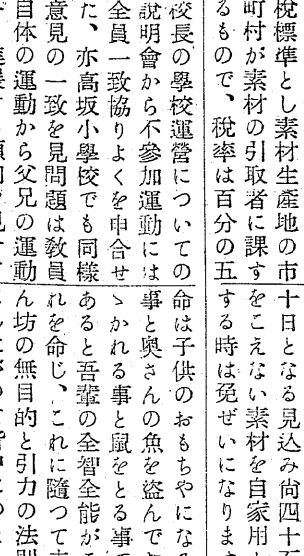 稅標準とし素材生産地の市
町村が素材の引取者に課す
るもので、稅率は百分の五
校長の學校運營についての
說明會から不參加運動には
全員一致協りよくを申合せ
た、亦高坂小學校でも同樣
意見の一致を見問題は敎員
自体の運動から父兄の運動
十日となる見込み尚四十
をこえない素材を自家用
する時は免ぜいになりま
命は子供のおもちやにな
事と奥さんの魚を盗んで
ゝかれる事と鼠をとる事
あると吾輩の全智全能が
れを命じ、これに隨つて
ん坊の無目的と引力の法